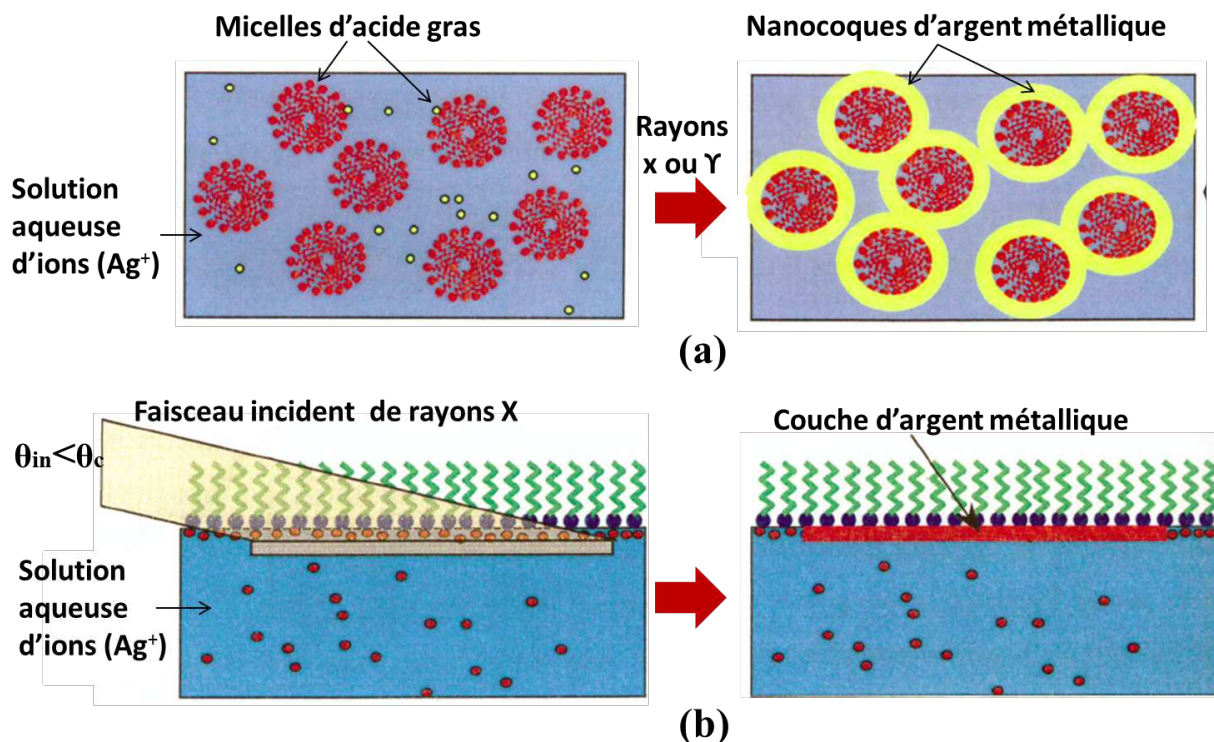 Micelles d'acide gras
Nanocoques d'argent métallique
Rayons
x ou ϒ
Solution
aqueuse
d'ions (Ag⁺)
(a)
Faisceau incident de rayons X
Couche d'argent métallique
θin<θc
Solution
aqueuse
d'ions (Ag⁺)
(b)